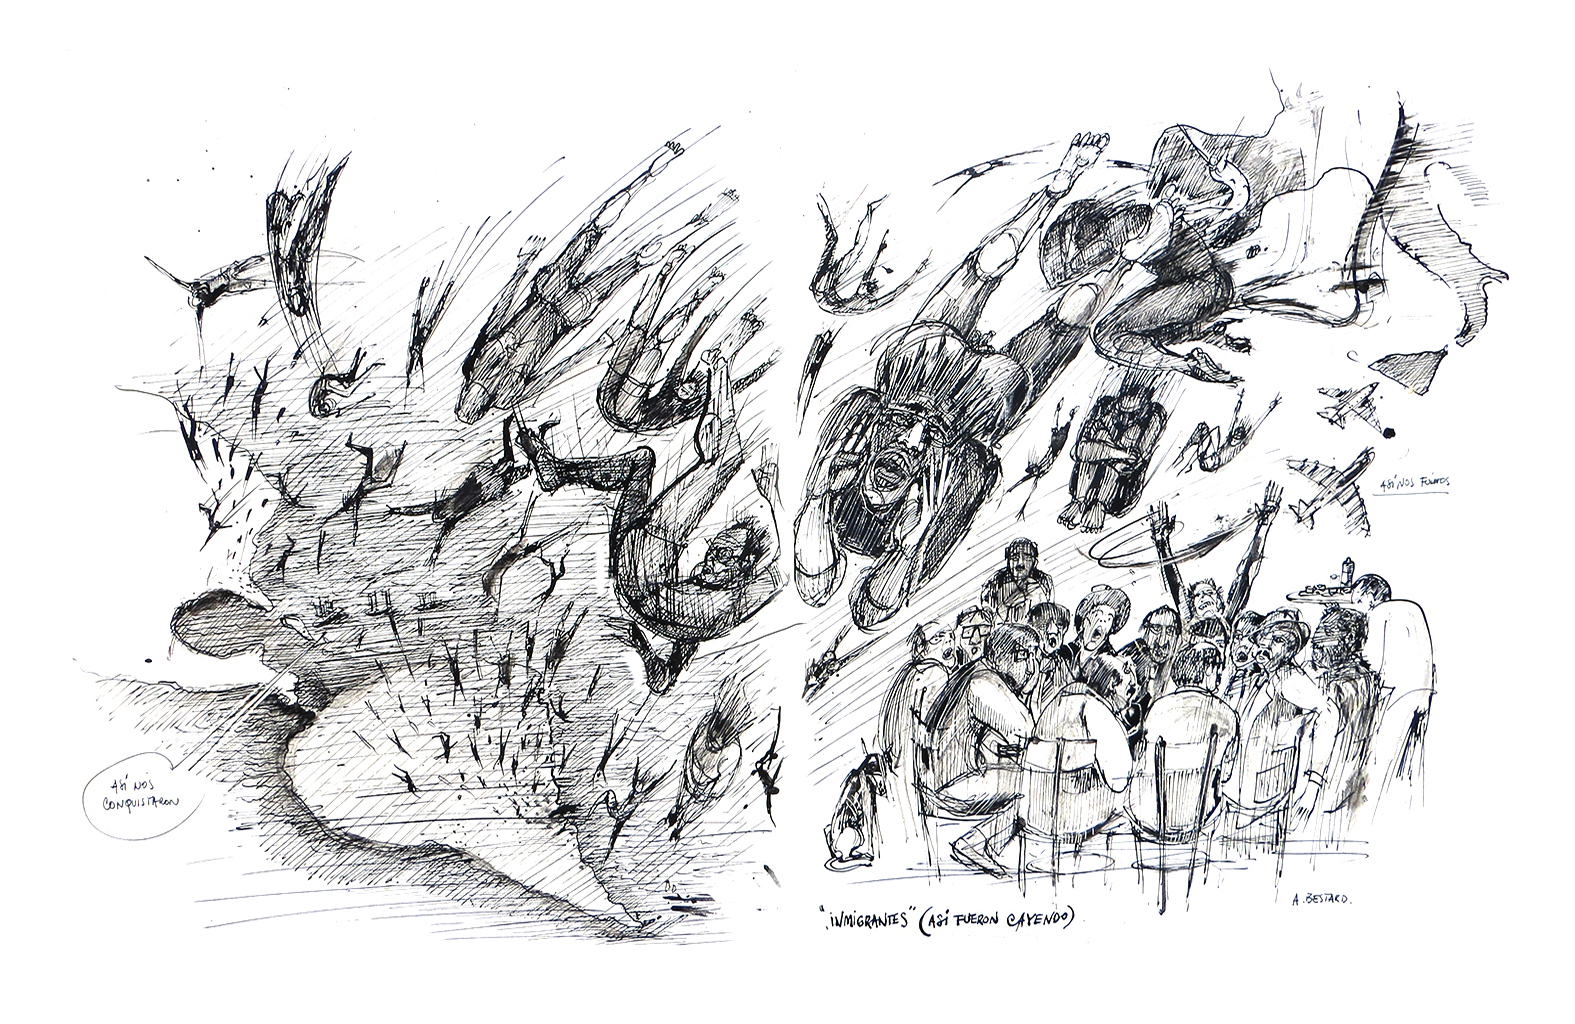 ASÍ NOS
CONQUISTARON
ASÍ NOS FUIMOS
"INMIGRANTES" (ASÍ FUERON CAYENDO)
A. BESTARD.